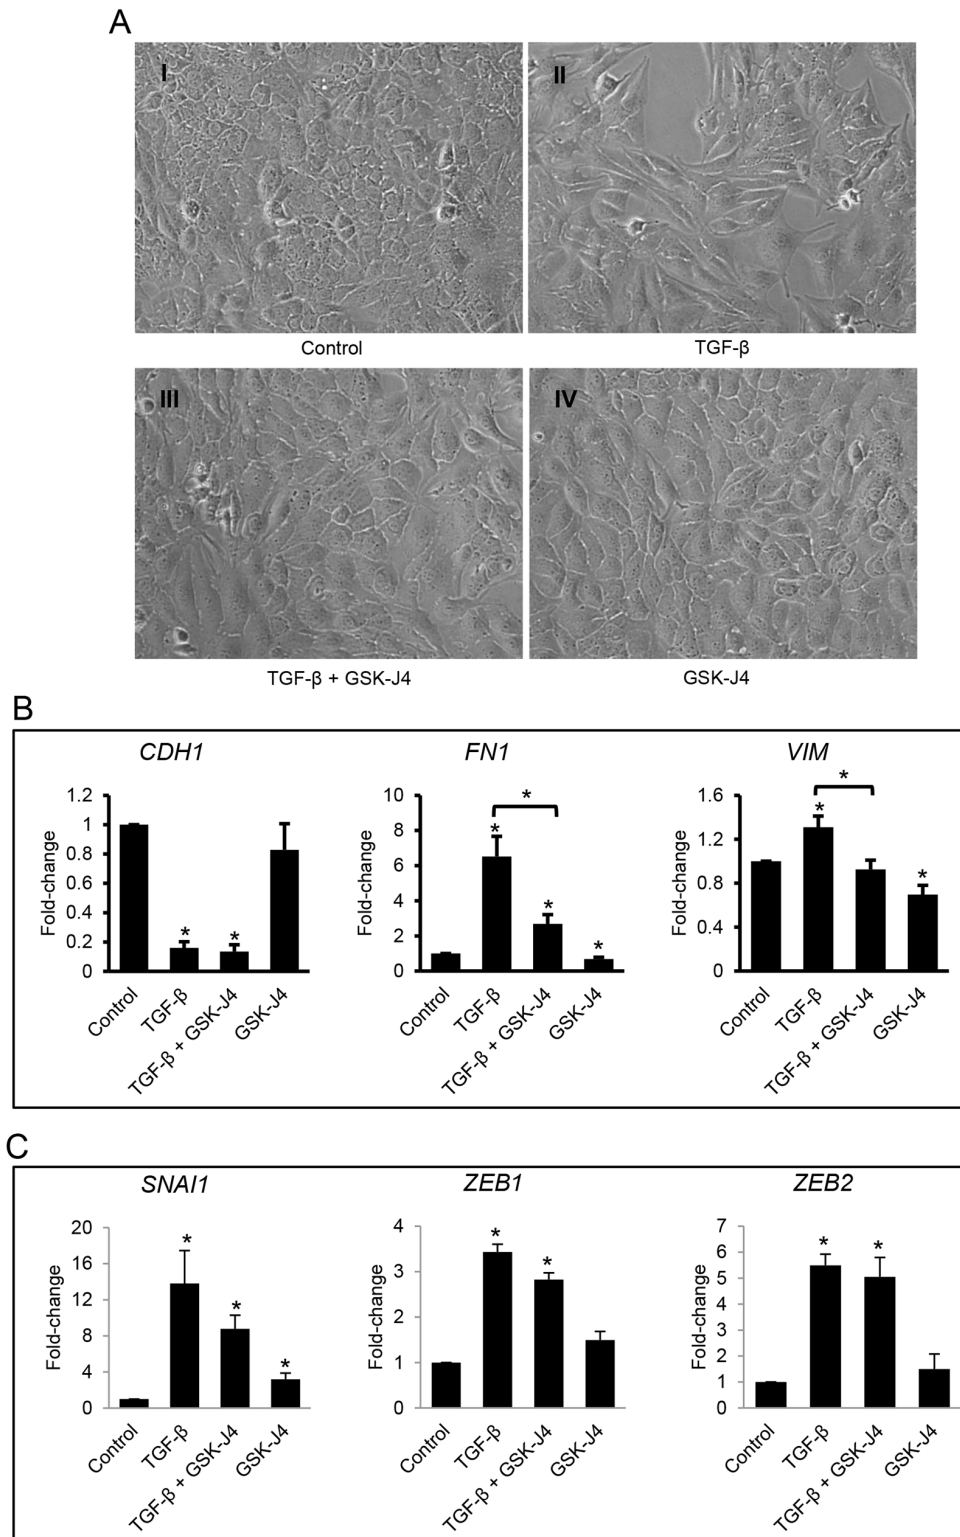 A
I
II
Control
TGF-β
III
IV
TGF-β + GSK-J4
GSK-J4
B
CDH1
FN1
VIM
Fold-change
1.2
1
0.8
0.6
0.4
0.2
0
*
*
Control
TGF-β
TGF-β + GSK-J4
GSK-J4
Fold-change
10
8
6
4
2
0
*
*
*
*
Control
TGF-β
TGF-β + GSK-J4
GSK-J4
Fold-change
1.6
1.2
0.8
0.4
0
*
*
*
Control
TGF-β
TGF-β + GSK-J4
GSK-J4
C
SNAI1
ZEB1
ZEB2
Fold-change
20
16
12
8
4
0
*
*
*
Control
TGF-β
TGF-β + GSK-J4
GSK-J4
Fold-change
4
3
2
1
0
*
*
Control
TGF-β
TGF-β + GSK-J4
GSK-J4
Fold-change
7
6
5
4
3
2
1
0
*
*
Control
TGF-β
TGF-β + GSK-J4
GSK-J4